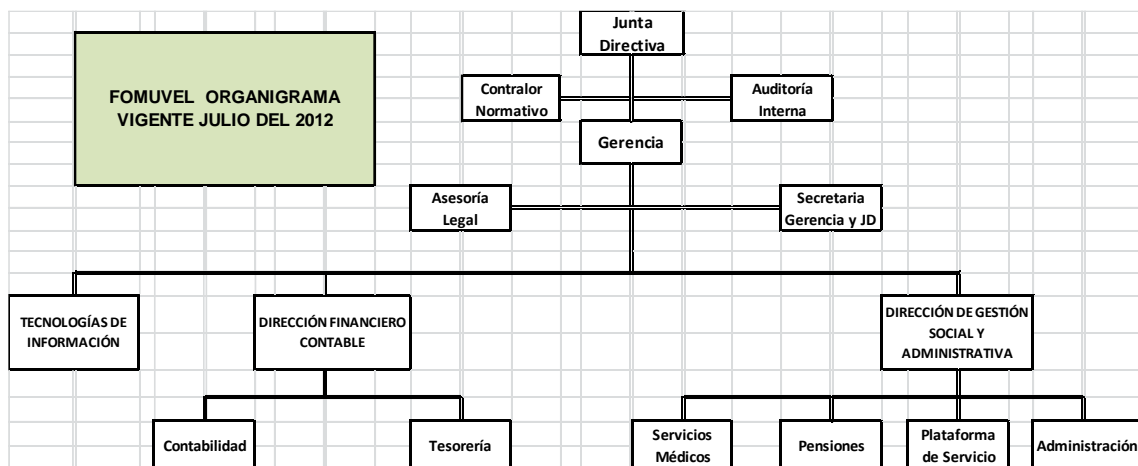 Junta
Directiva
FOMUVEL ORGANIGRAMA
VIGENTE JULIO DEL 2012
Contralor
Normativo
Auditoría
Interna
Gerencia
Asesoría
Legal
Secretaria
Gerencia y JD
TECNOLOGÍAS DE
INFORMACIÓN
DIRECCIÓN FINANCIERO
CONTABLE
DIRECCIÓN DE GESTIÓN
SOCIAL Y
ADMINISTRATIVA
Contabilidad
Tesorería
Servicios
Médicos
Pensiones
Plataforma
de Servicio
Administración